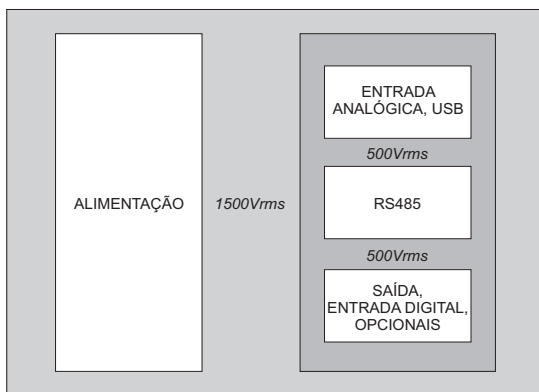 ALIMENTAÇÃO
1500Vrms
ENTRADA
ANALÓGICA, USB
500Vrms
RS485
500Vrms
SAÍDA,
ENTRADA DIGITAL,
OPCIONAIS